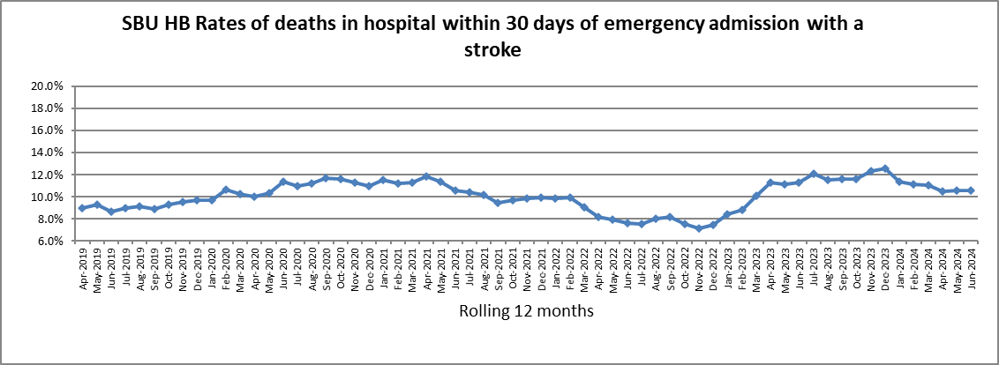 SBU HB Rates of deaths in hospital within 30 days of emergency admission with a
stroke
20.0%
18.0%
16.0%
14.0%
12.0%
10.0%
8.0%
6.0%
Apr-2019
May-2019
Jun-2019
Jul-2019
Aug-2019
Sep-2019
Oct-2019
Nov-2019
Dec-2019
Jan-2020
Feb-2020
Mar-2020
Apr-2020
May-2020
Jun-2020
Jul-2020
Aug-2020
Sep-2020
Oct-2020
Nov-2020
Dec-2020
Jan-2021
Feb-2021
Mar-2021
Apr-2021
May-2021
Jun-2021
Jul-2021
Aug-2021
Sep-2021
Oct-2021
Nov-2021
Dec-2021
Jan-2022
Feb-2022
Mar-2022
Apr-2022
May-2022
Jun-2022
Jul-2022
Aug-2022
Sep-2022
Oct-2022
Nov-2022
Dec-2022
Jan-2023
Feb-2023
Mar-2023
Apr-2023
May-2023
Jun-2023
Jul-2023
Aug-2023
Sep-2023
Oct-2023
Nov-2023
Dec-2023
Jan-2024
Feb-2024
Mar-2024
Apr-2024
May-2024
Jun-2024
Rolling 12 months